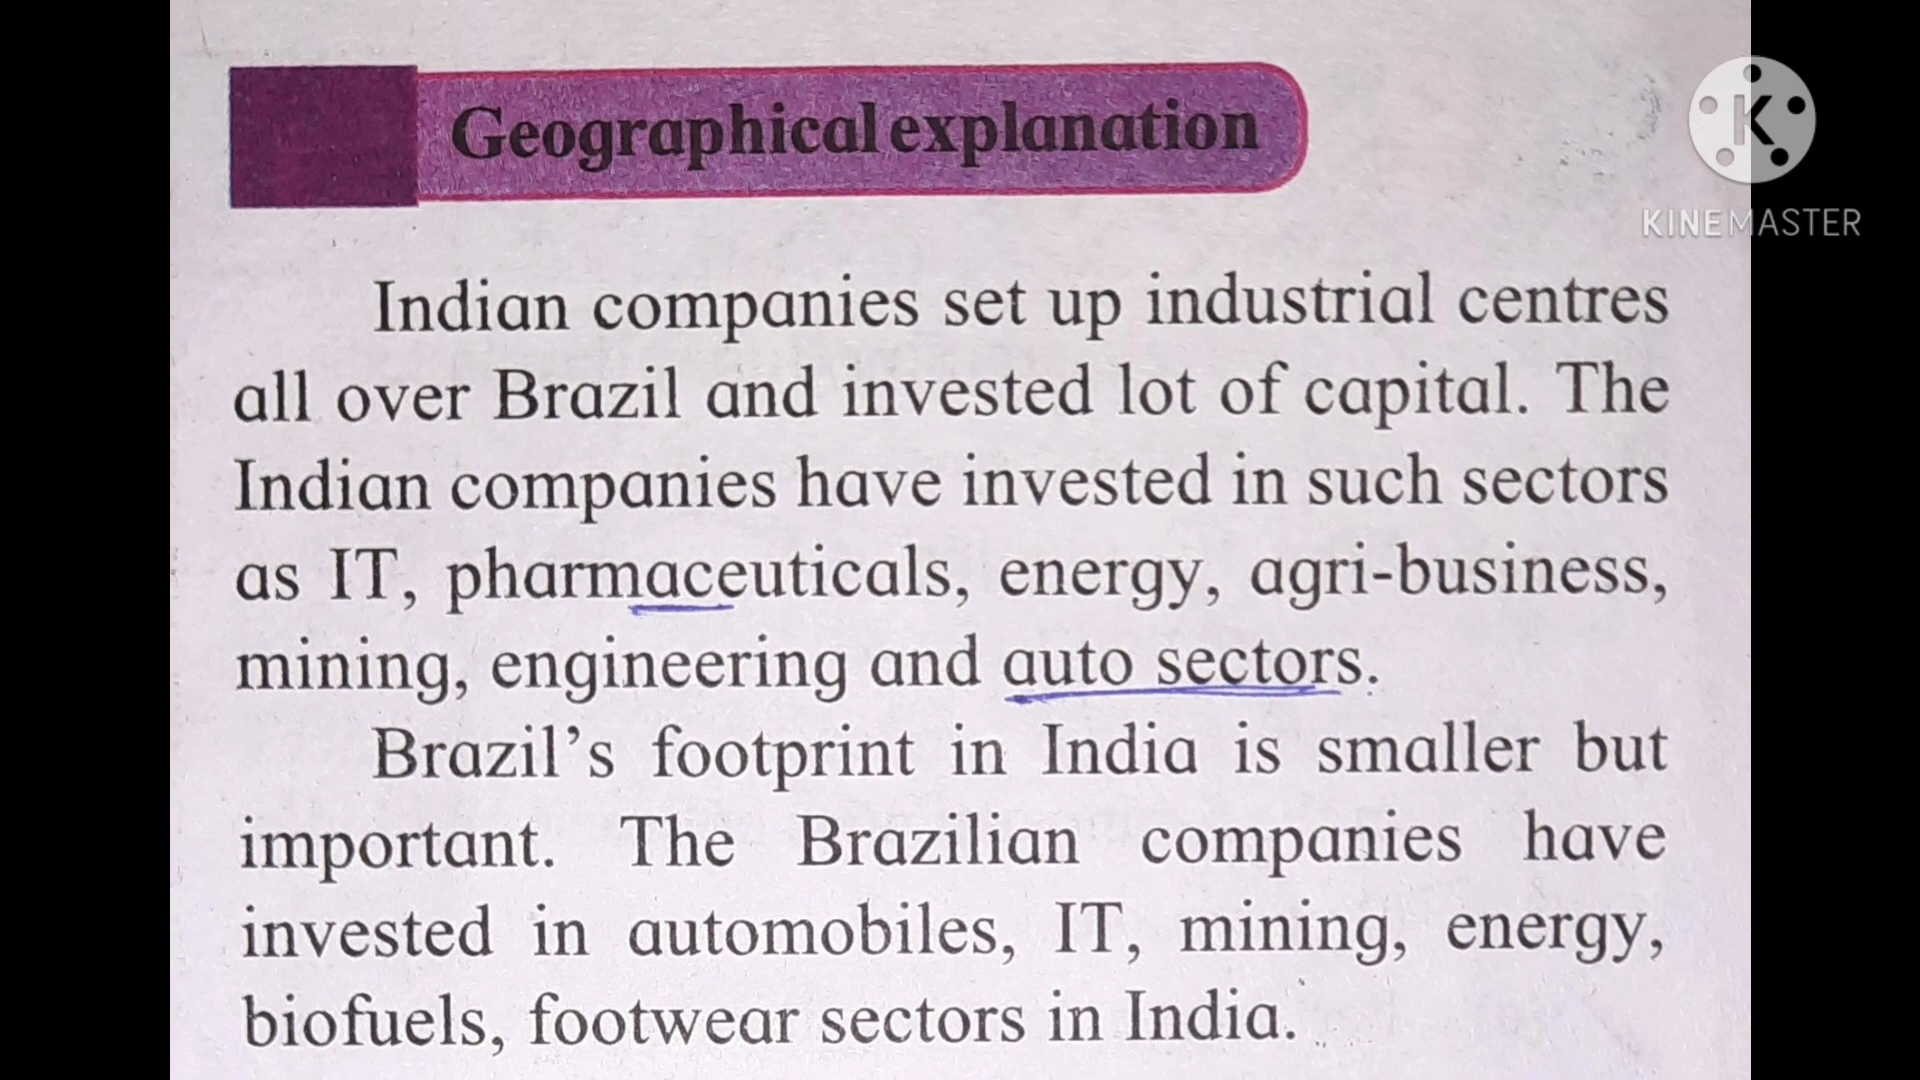 Geographical explanation
K
KINEMASTER
Indian companies set up industrial centres
all over Brazil and invested lot of capital. The
Indian companies have invested in such sectors
as IT, pharmaceuticals, energy, agri-business,
mining, engineering and auto sectors.
Brazil’s footprint in India is smaller but
important. The Brazilian companies have
invested in automobiles, IT, mining, energy,
biofuels, footwear sectors in India.